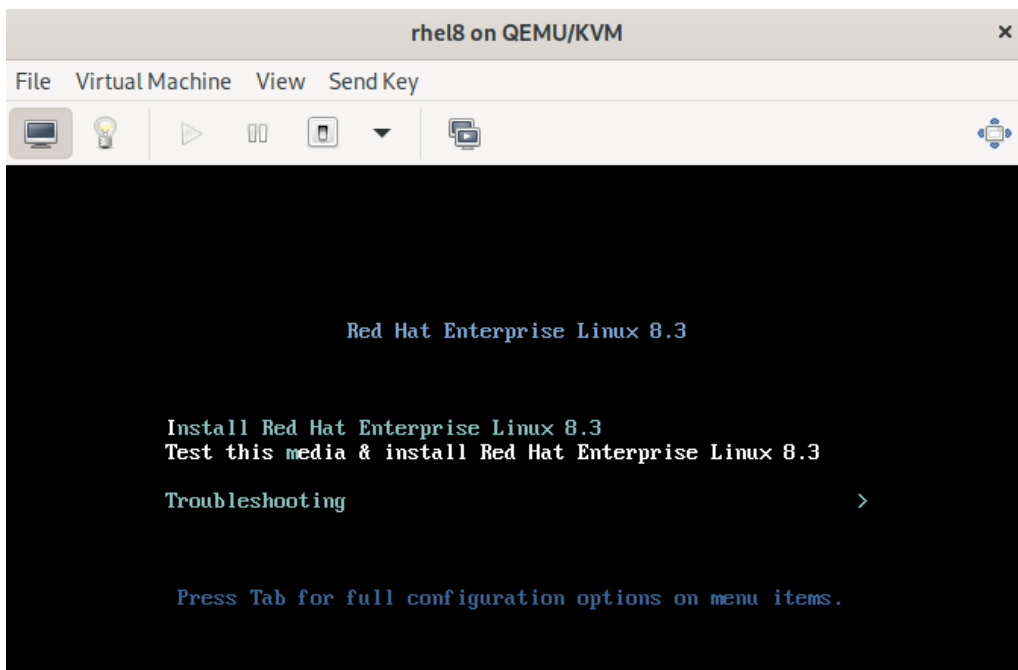 rhel8 on QEMU/KVM ×
File Virtual Machine View Send Key
Red Hat Enterprise Linux 8.3
Install Red Hat Enterprise Linux 8.3
Test this media & install Red Hat Enterprise Linux 8.3
Troubleshooting >
Press Tab for full configuration options on menu items.